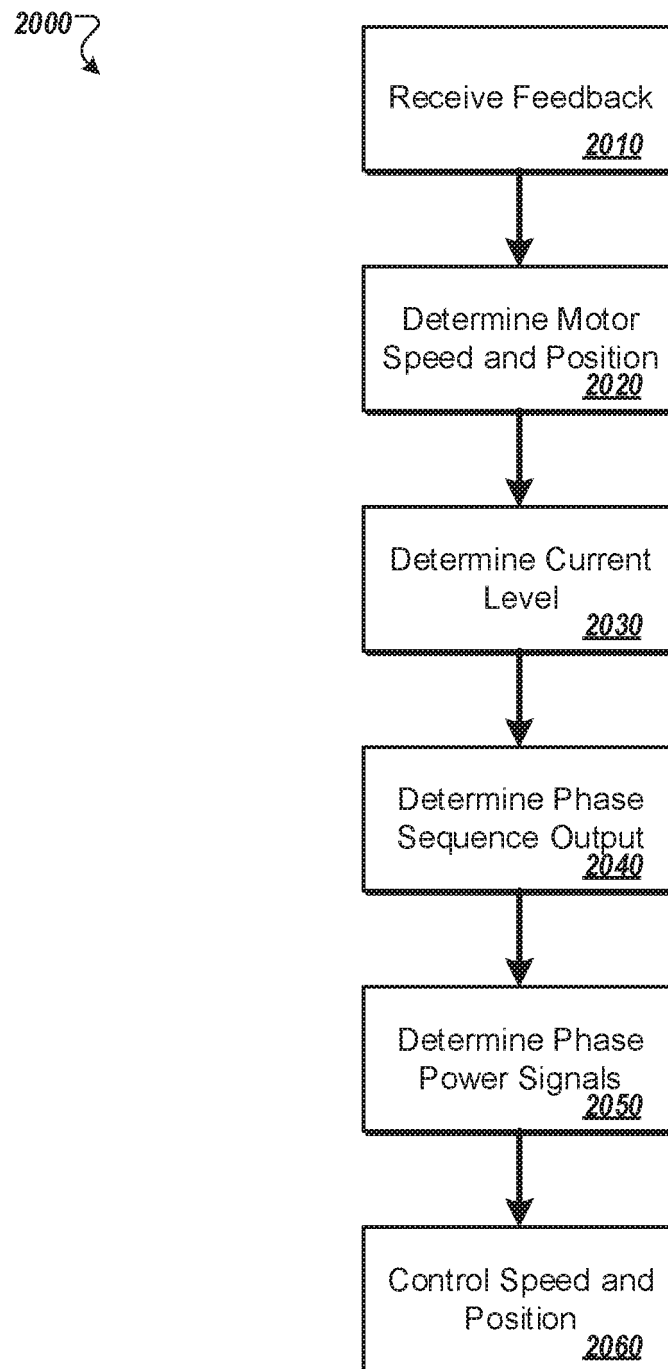 2000
Receive Feedback
2010
Determine Motor
Speed and Position
2020
Determine Current
Level
2030
Determine Phase
Sequence Output
2040
Determine Phase
Power Signals
2050
Control Speed and
Position
2060